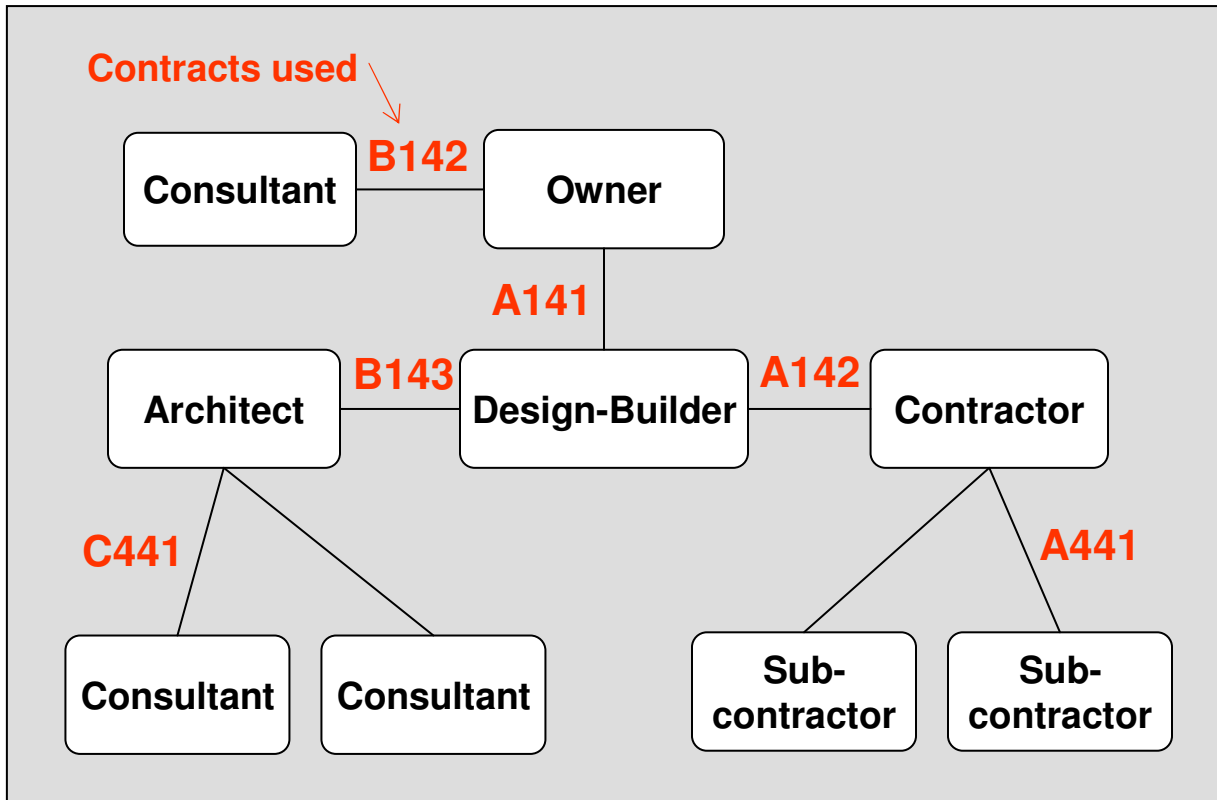 Contracts used
B142
Consultant
Owner
A141
B143
A142
Architect
Design-Builder
Contractor
C441
A441
Consultant
Consultant
Sub-
contractor
Sub-
contractor